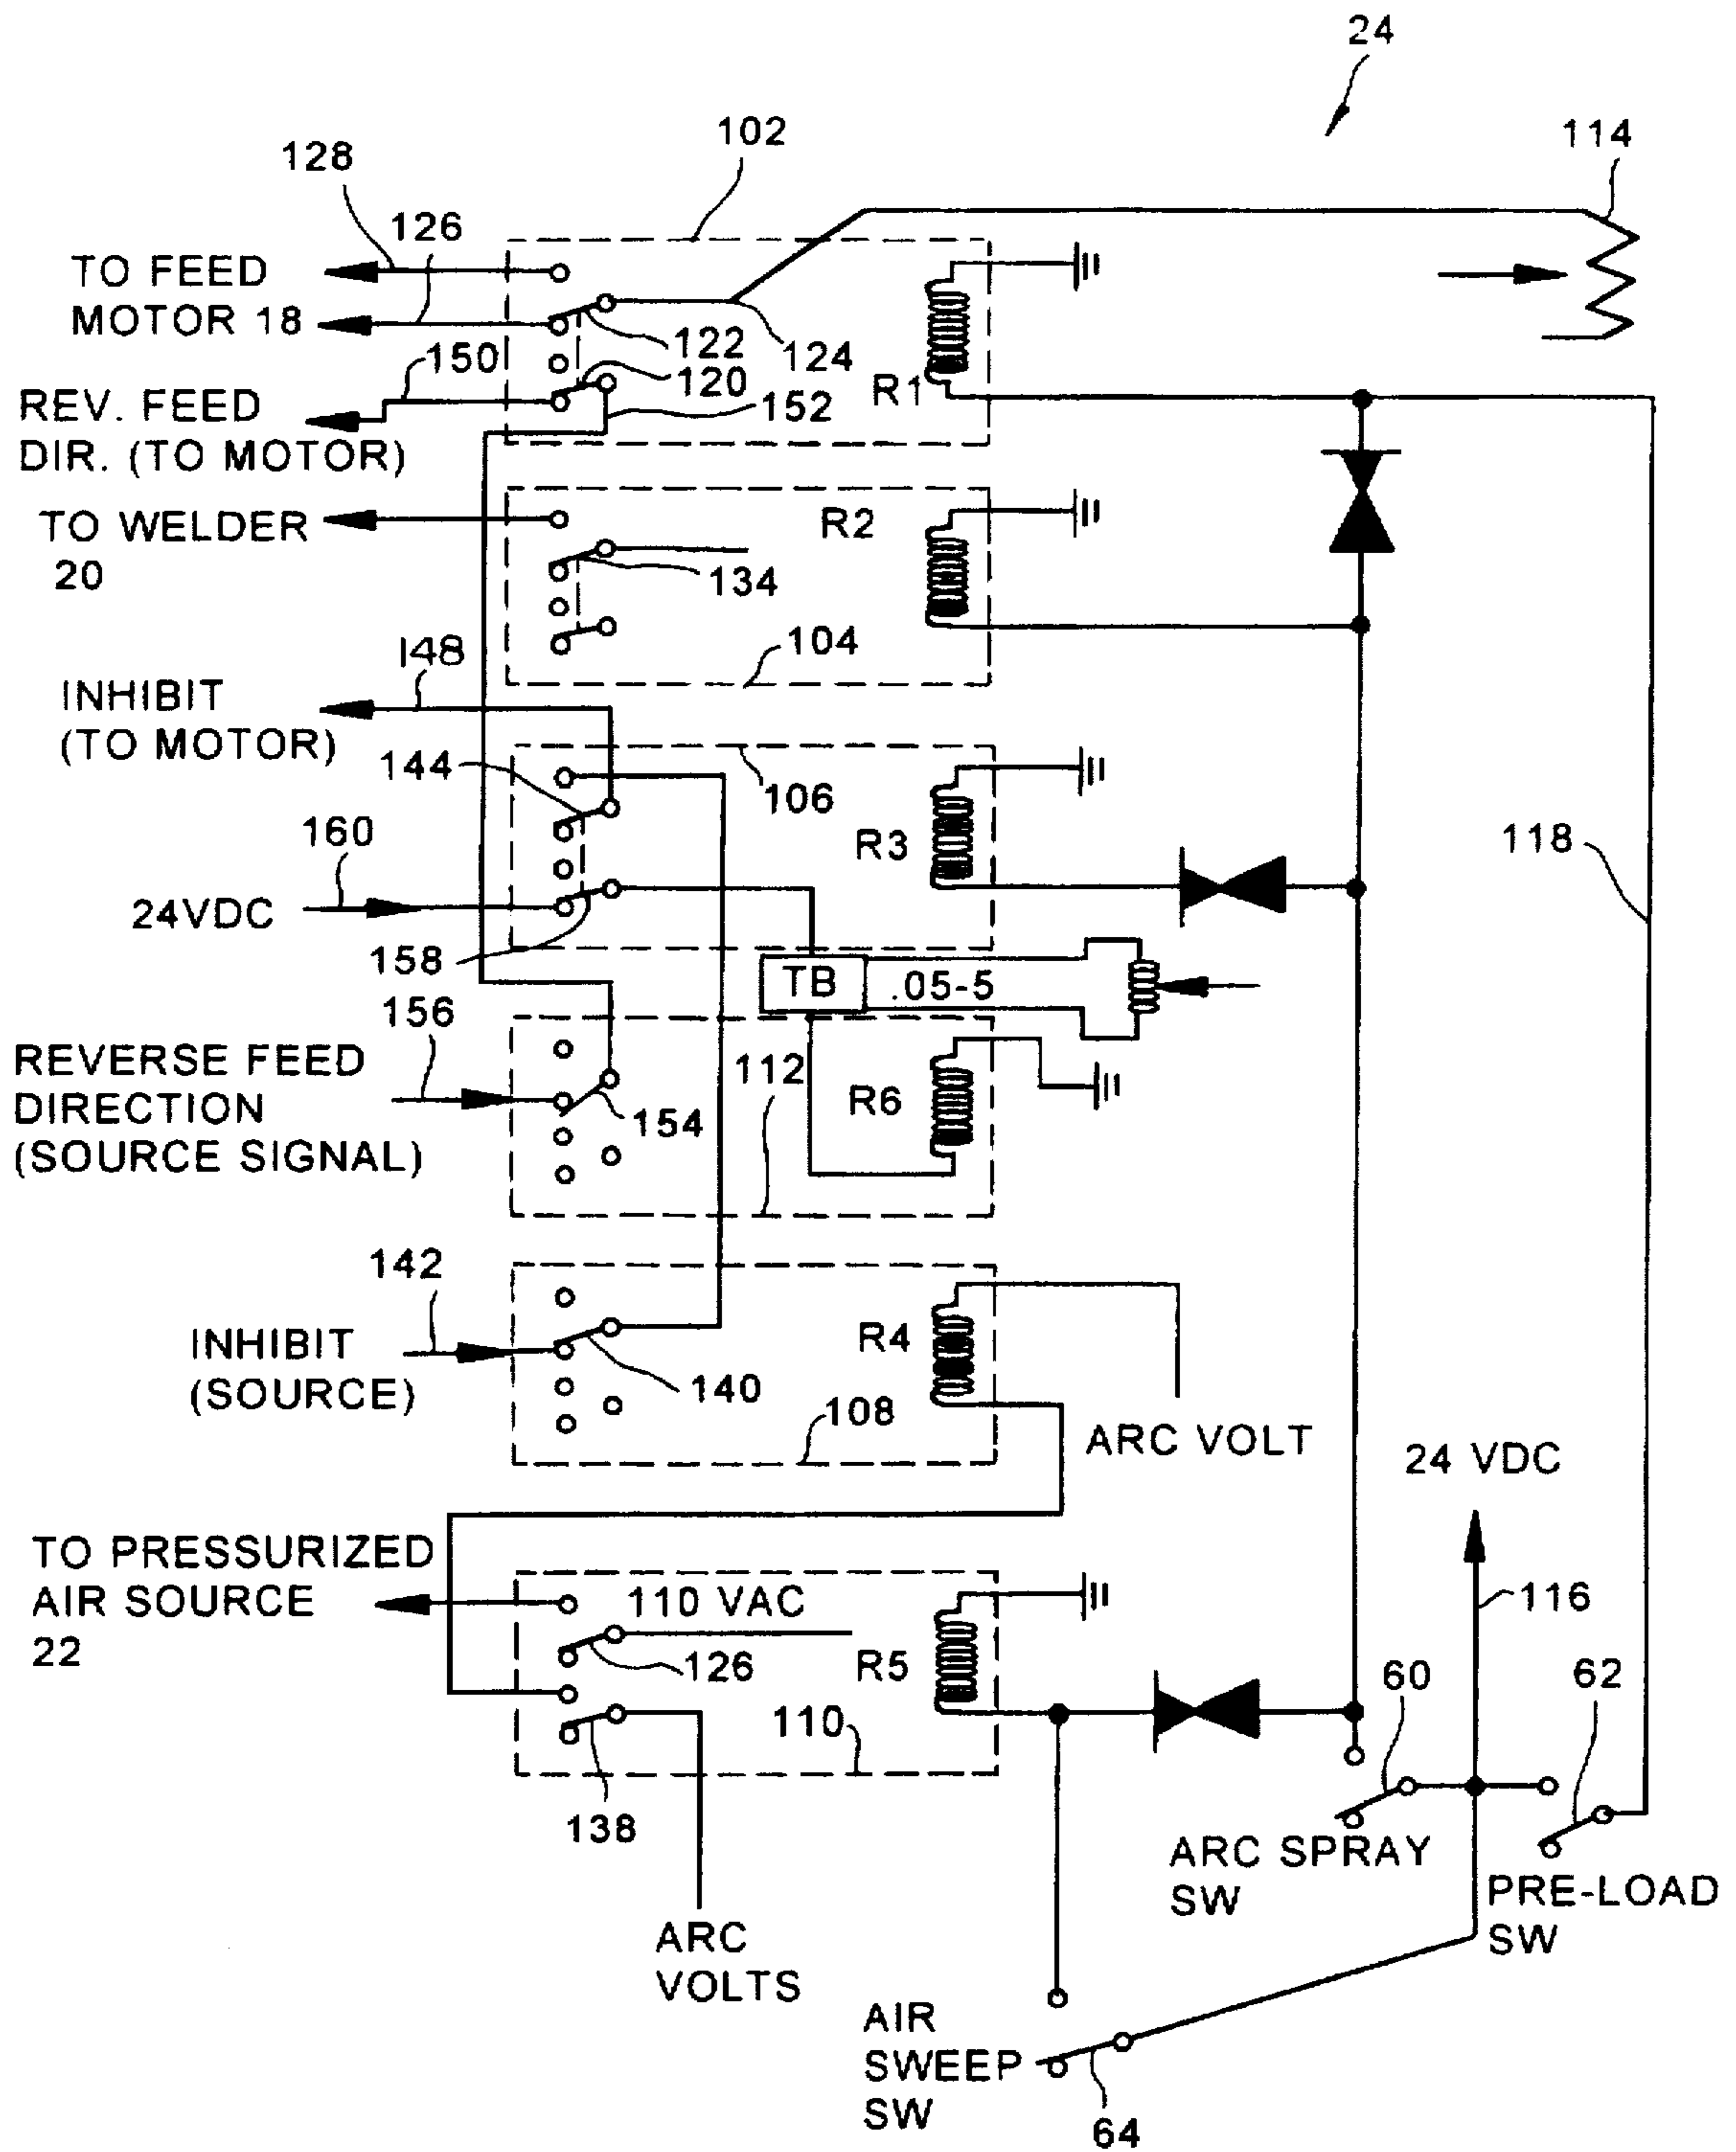 24
102
114
128
126
TO FEED
MOTOR 18
122
124
150
120
R1
152
REV. FEED
DIR. (TO MOTOR)
TO WELDER
20
R2
134
148
104
INHIBIT
(TO MOTOR)
144
106
160
R3
118
24VDC
158
TB
.05-5
156
REVERSE FEED
DIRECTION
(SOURCE SIGNAL)
112
R6
154
142
R4
INHIBIT
(SOURCE)
140
108
ARC VOLT
24 VDC
TO PRESSURIZED
AIR SOURCE
22
110 VAC
116
126
R5
60
62
110
138
ARC SPRAY
SW
PRE-LOAD
SW
ARC
VOLTS
AIR
SWEEP
SW
64